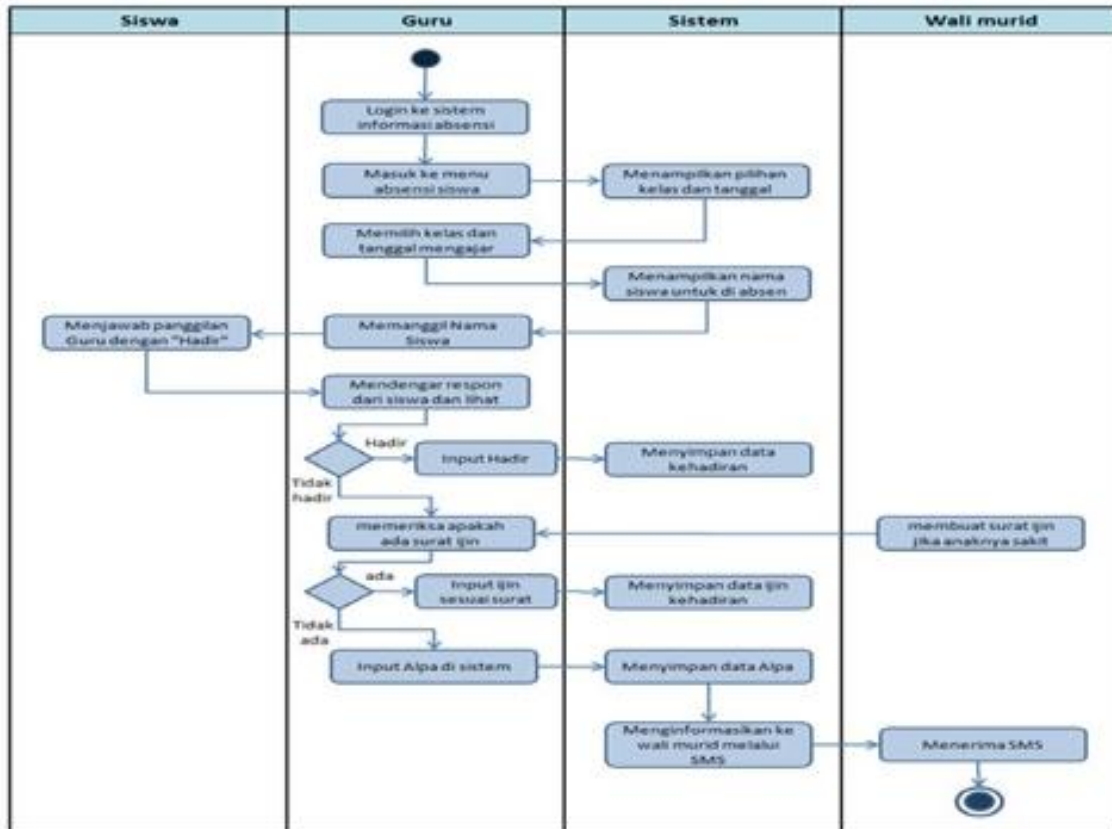 Siswa
Guru
Sistem
Wali murid
Login ke sistem
informasi absensi
Masuk ke menu
absensi siswa
Menampilkan pilihan
kelas dan tanggal
Memilih kelas dan
tanggal mengajar
Menampilkan nama
siswa untuk di absen
Memanggil Nama
Siswa
Menjawab panggilan
Guru dengan "Hadir"
Mendengar respon
dari siswa dan lihat
Hadir
Input Hadir
Menyimpan data
kehadiran
Tidak
hadir
memeriksa apakah
ada surat ijin
membuat surat ijin
jika anaknya sakit
ada
Input ijin
sesuai surat
Menyimpan data ijin
kehadiran
Tidak
ada
Input Alpa di sistem
Menyimpan data Alpa
Menginformasikan ke
wali murid melalui
SMS
Menerima SMS